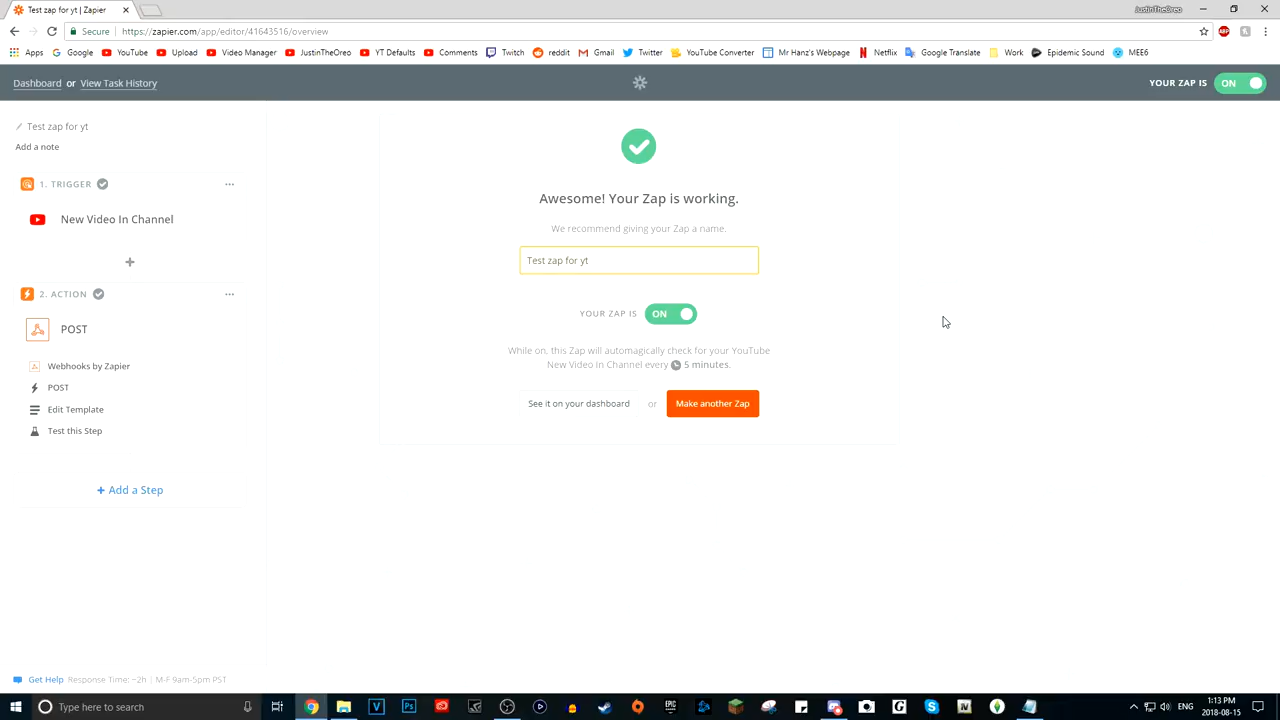 Test zap for yt | Zapier
JustinTheOreo
Secure
https://zapier.com/app/editor/41643516/overview
ABP
Apps
Google
YouTube
Upload
Video Manager
JustinTheOreo
YT Defaults
Comments
Twitch
reddit
Gmail
Twitter
YouTube Converter
Mr Hanz's Webpage
Netflix
Google Translate
Work
Epidemic Sound
MEE6
Dashboard or View Task History
YOUR ZAP IS ON
Test zap for yt
Add a note
1. TRIGGER
New Video In Channel
2. ACTION
POST
Webhooks by Zapier
POST
Edit Template
Test this Step
+ Add a Step
Awesome! Your Zap is working.
We recommend giving your Zap a name.
Test zap for yt
YOUR ZAP IS ON
While on, this Zap will automagically check for your YouTube
New Video In Channel every 5 minutes.
See it on your dashboard or Make another Zap
Get Help Response Time: ~2h | M-F 9am-5pm PST
Type here to search
ENG
1:13 PM
2018-08-15